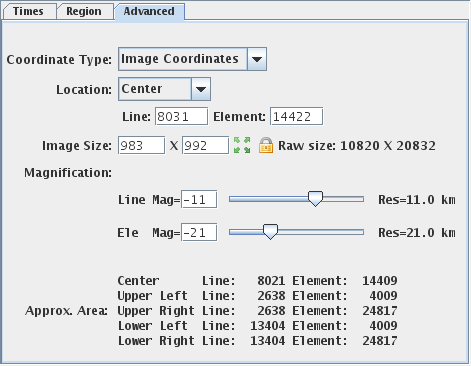 Times Region Advanced
Coordinate Type: Image Coordinates
Location: Center
Line: 8031 Element: 14422
Image Size: 983 X 992 Raw size: 10820 X 20832
Magnification:
Line Mag=-11 Res=11.0 km
Ele Mag=-21 Res=21.0 km
Center Line: 8021 Element: 14409
Upper Left Line: 2638 Element: 4009
Approx. Area: Upper Right Line: 2638 Element: 24817
Lower Left Line: 13404 Element: 4009
Lower Right Line: 13404 Element: 24817